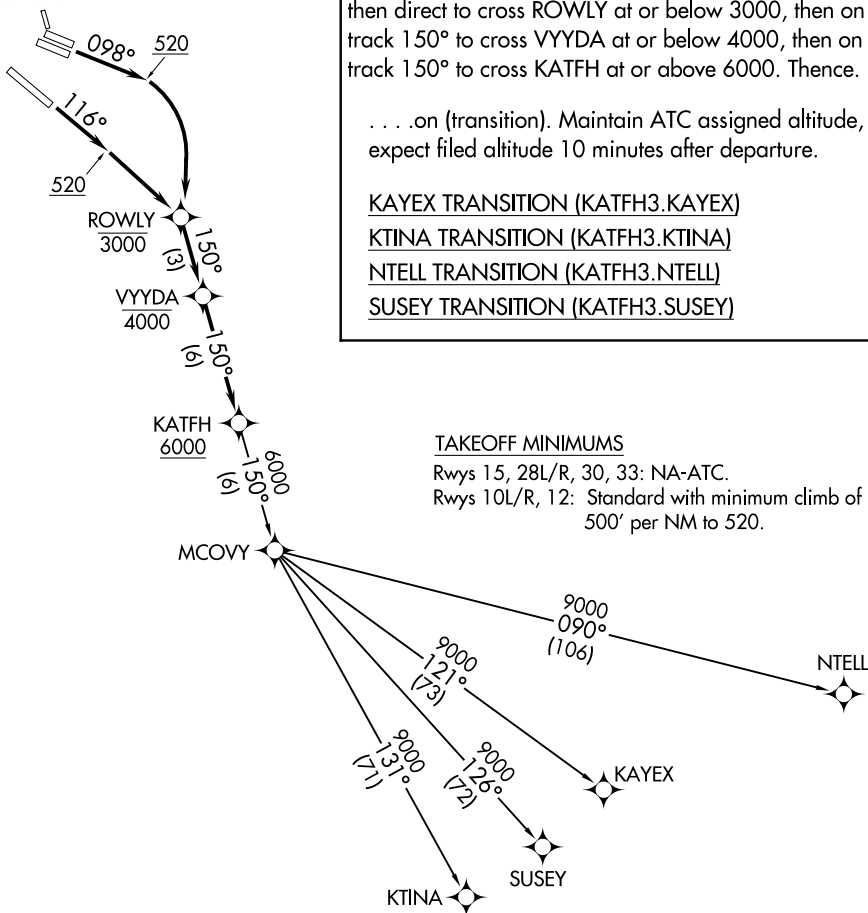 then direct to cross ROWLY at or below 3000, then on
track 150° to cross VYYDA at or below 4000, then on
track 150° to cross KATFH at or above 6000. Thence.
. . . .on (transition). Maintain ATC assigned altitude,
expect filed altitude 10 minutes after departure.
KAYEX TRANSITION (KATFH3.KAYEX)
KTINA TRANSITION (KATFH3.KTINA)
NTELL TRANSITION (KATFH3.NTELL)
SUSEY TRANSITION (KATFH3.SUSEY)
098°
520
116°
520
ROWLY
3000
150°
(3)
VYYDA
4000
150°
(6)
KATFH
6000
6000
150°
(6)
TAKEOFF MINIMUMS
Rwys 15, 28L/R, 30, 33: NA-ATC.
Rwys 10L/R, 12: Standard with minimum climb of
500' per NM to 520.
MCOVY
9000
090°
(106)
NTELL
9000
121°
(73)
KAYEX
9000
126°
(72)
SUSEY
9000
131°
(71)
KTINA